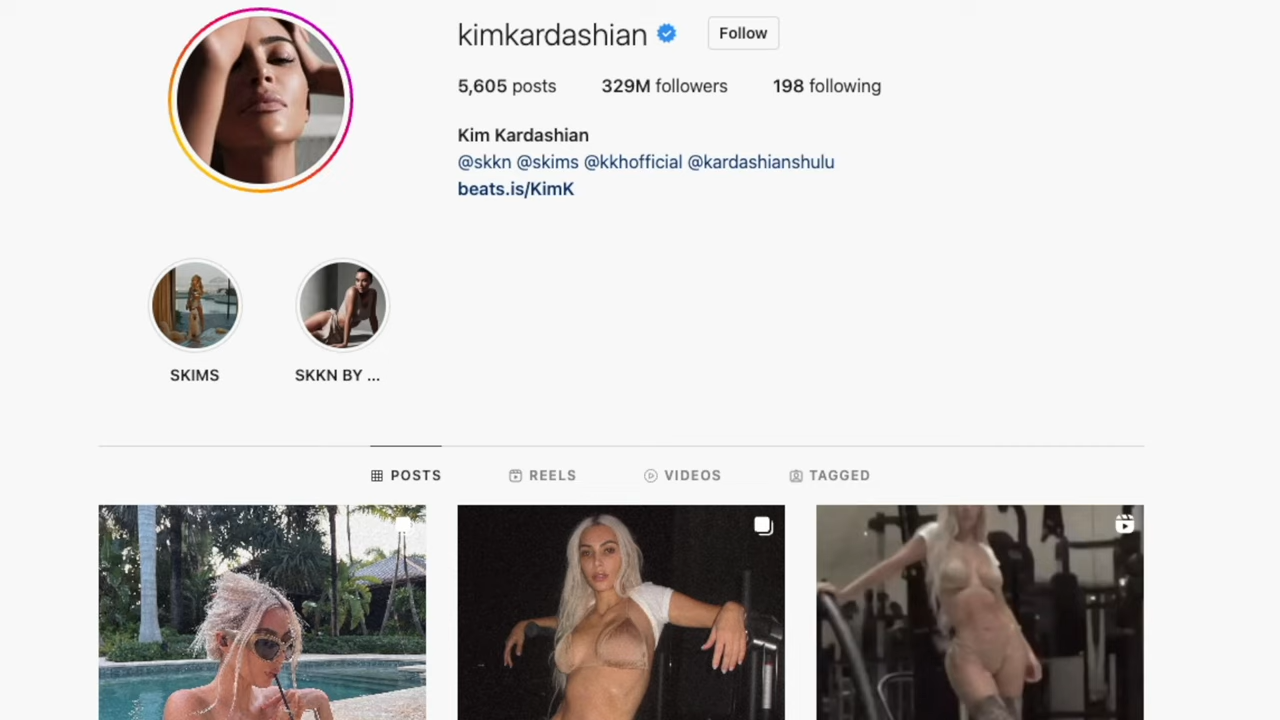 kimkardashian Follow
5,605 posts 329M followers 198 following
Kim Kardashian
@skkn @skims @kkhofficial @kardashianshulu
beats.is/KimK
SKIMS SKKN BY ...
POSTS REELS VIDEOS TAGGED